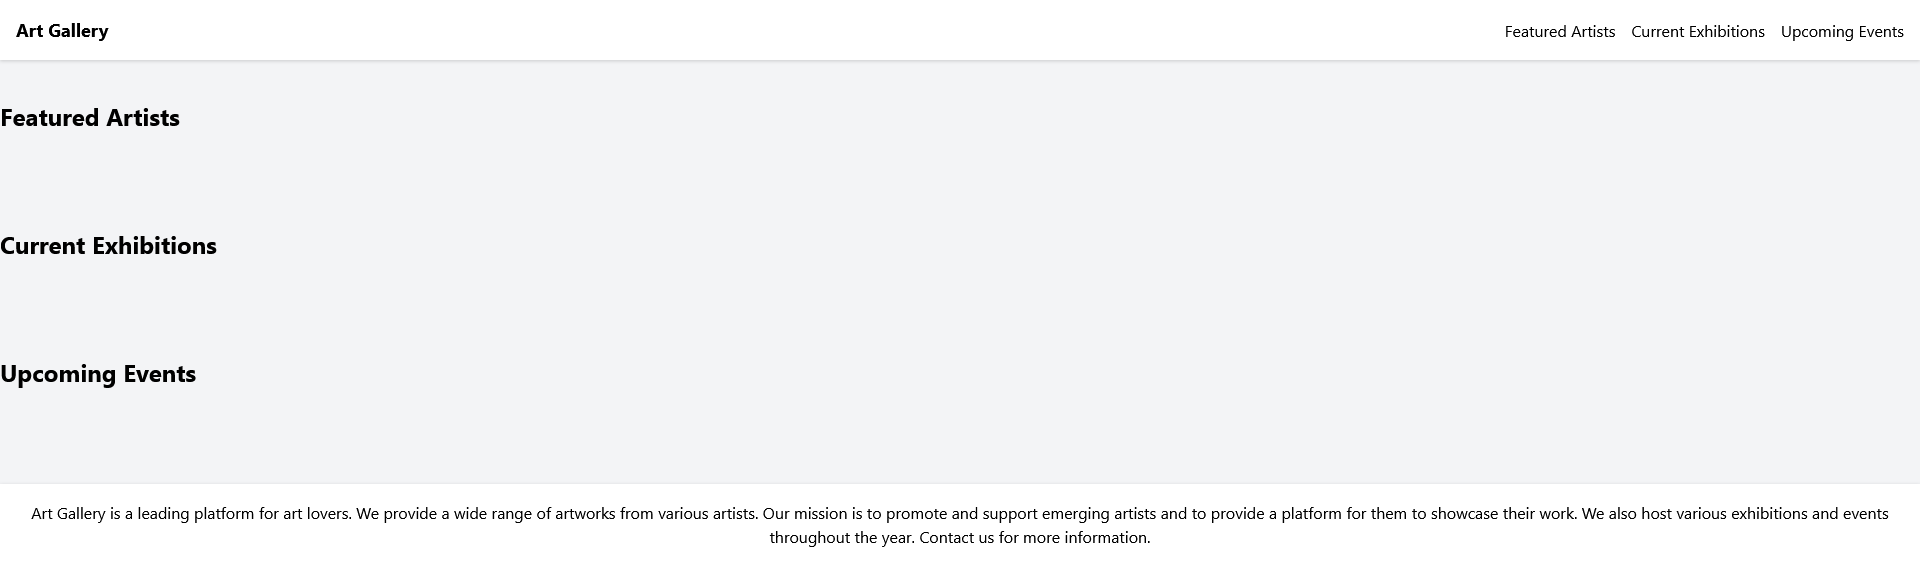 Art Gallery
Featured Artists Current Exhibitions Upcoming Events
Featured Artists
Current Exhibitions
Upcoming Events
Art Gallery is a leading platform for art lovers. We provide a wide range of artworks from various artists. Our mission is to promote and support emerging artists and to provide a platform for them to showcase their work. We also host various exhibitions and events
throughout the year. Contact us for more information.